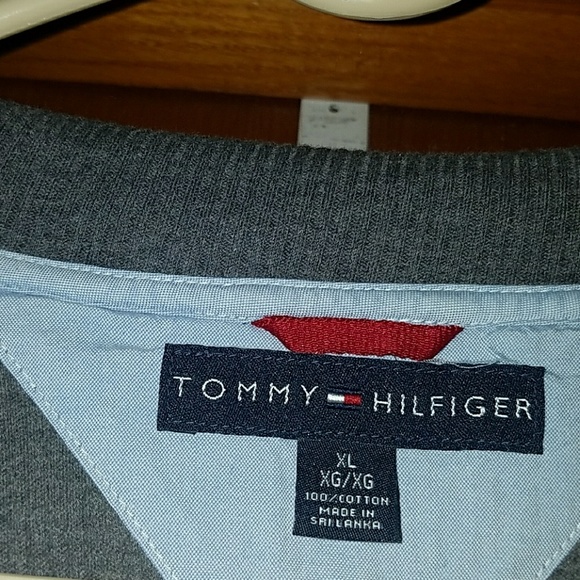 TOMMY HILFIGER
XL
XG/XG
100%COTTON
MADE IN
SRI LANKA